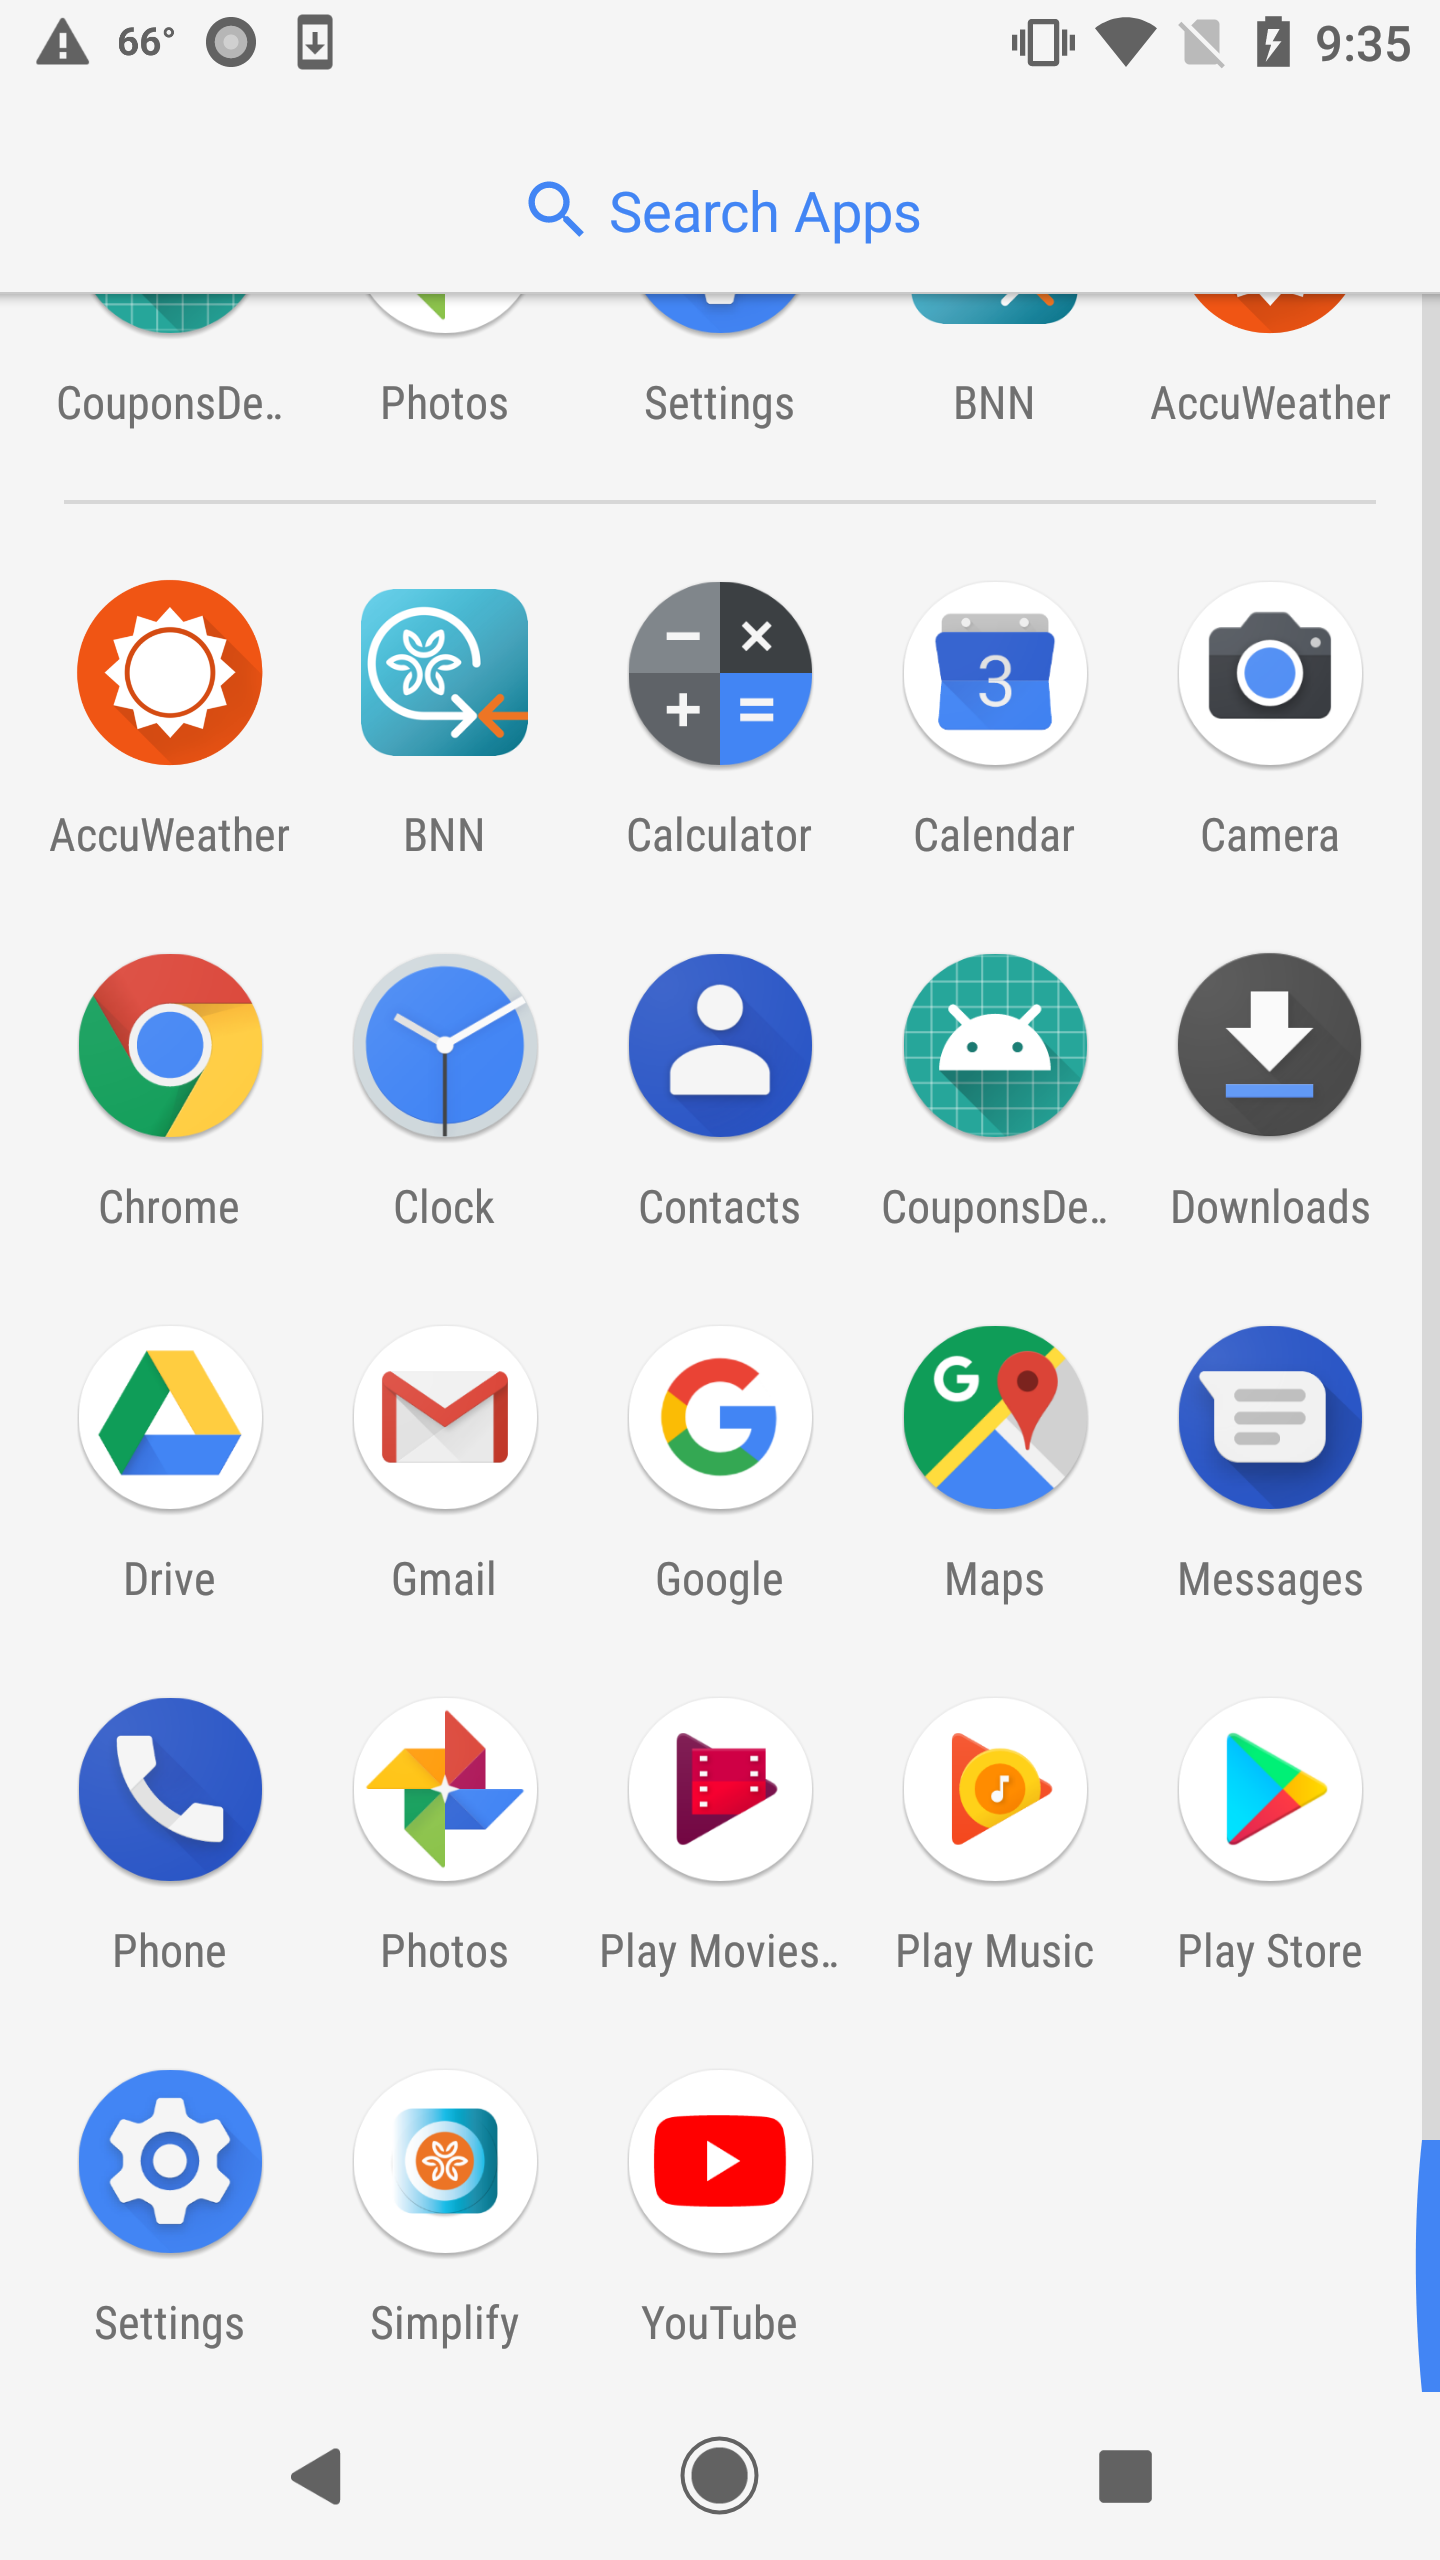 66° 9:35
Search Apps
CouponsDe… Photos Settings BNN AccuWeather
3
AccuWeather BNN Calculator Calendar Camera
Chrome Clock Contacts CouponsDe… Downloads
G G
Drive Gmail Google Maps Messages
Phone Photos Play Movies… Play Music Play Store
Settings Simplify YouTube